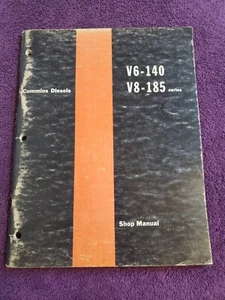 V6-140
Cummins Diesels
V8-185 series
Shop Manual